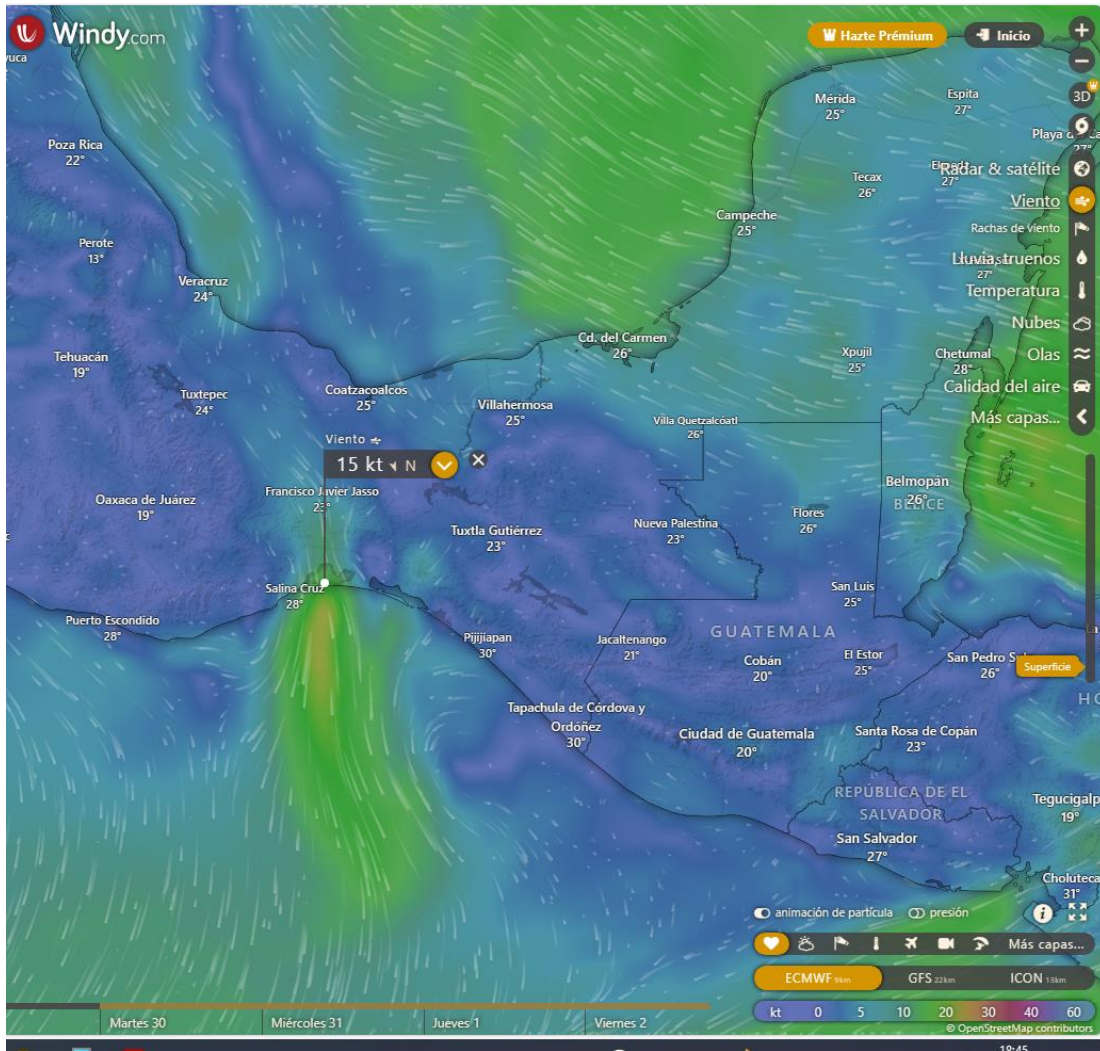 Windy.com
Hazte Prémium
Inicio
Mérida
25°
Espita
27°
3D
Poza Rica
22°
Radar & satélite
Tecax
26°
Viento
Campeche
25°
Rachas de viento
Perote
13°
Lluvia, truenos
27°
Veracruz
24°
Temperatura
Nubes
Cd. del Carmen
26°
Xpujil
25°
Chetumal
28°
Olas
Tehuacán
19°
Calidad del aire
Tuxtepec
24°
Coatzacoalcos
25°
Villahermosa
25°
Villa Quetzalcóatl
26°
Más capas...
Viento
15 kt N
Oaxaca de Juárez
19°
Francisco Javier Jasso
Belmopán
26°
BELICE
Tuxtla Gutiérrez
23°
Nueva Palestina
23°
Flores
26°
Salina Cruz
28°
San Luis
25°
Puerto Escondido
28°
Pijijiapan
30°
Jacaltenango
21°
GUATEMALA
Cobán
20°
El Estor
25°
San Pedro
26°
Superficie
Tapachula de Córdova y
Ordóñez
30°
Ciudad de Guatemala
20°
Santa Rosa de Copán
23°
REPÚBLICA DE EL
SALVADOR
Tegucigalp
19°
San Salvador
27°
Choluteca
31°
animación de partícula presión
Más capas...
ECMWF 9km GFS 22km ICON 13km
Martes 30 Miércoles 31 Jueves 1 Viernes 2
kt 0 5 10 20 30 40 60
© OpenStreetMap contributors